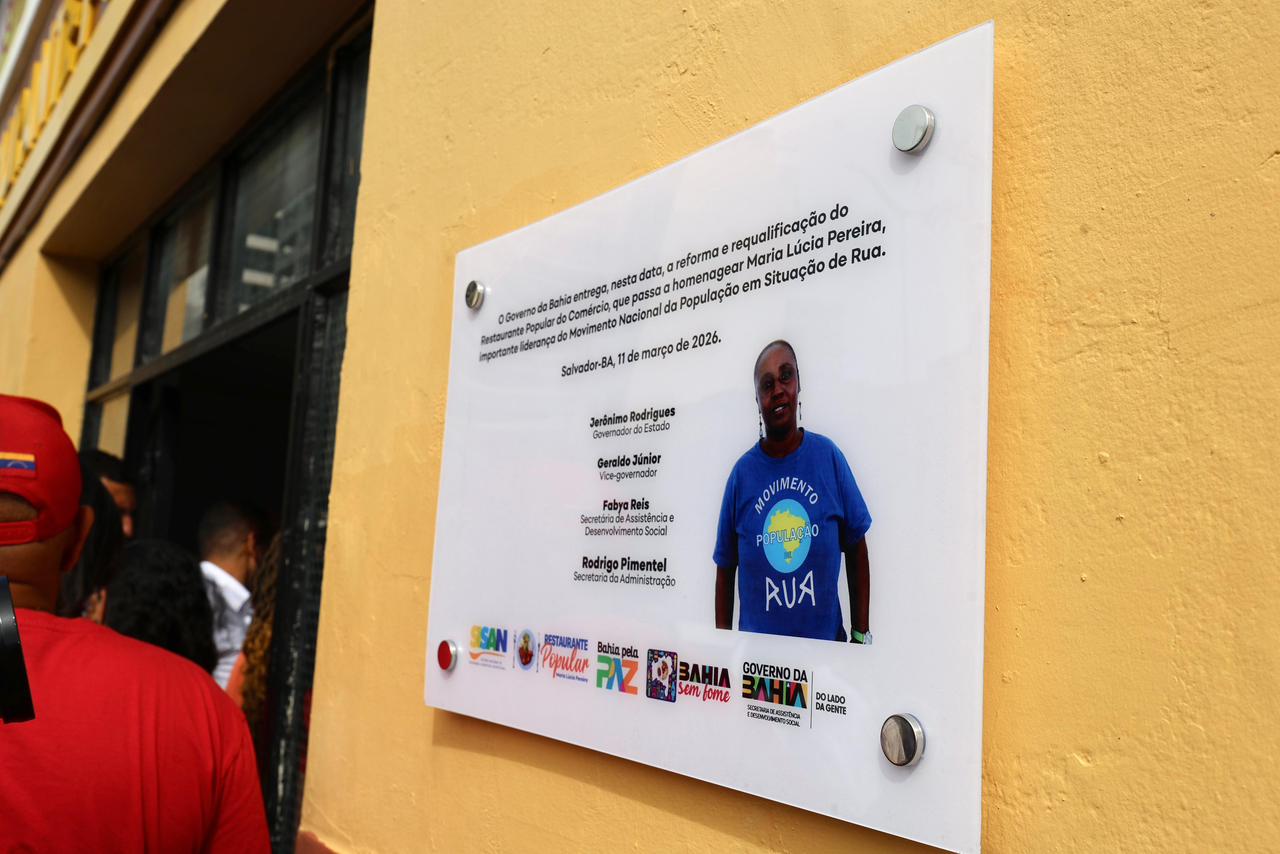 O Governo da Bahia entrega, nesta data, a reforma e requalificação do
Restaurante Popular do Comércio, que passa a homenagear Maria Lúcia Pereira,
importante liderança do Movimento Nacional da População em Situação de Rua.
Salvador-BA, 11 de março de 2026.
Jerônimo Rodrigues
Governador do Estado
Geraldo Júnior
Vice-governador
Fabya Reis
Secretária de Assistência e
Desenvolvimento Social
Rodrigo Pimentel
Secretaria da Administração
MOVIMENTO
POPULAÇÃO
RUA
SISAN
RESTAURANTE
Popular
Maria Lúcia Pereira
Bahia pela
PAZ
BAHIA
sem fome
GOVERNO DA
BAHIA
SECRETARIA DE ASSISTÊNCIA
E DESENVOLVIMENTO SOCIAL
DO LADO
DA GENTE